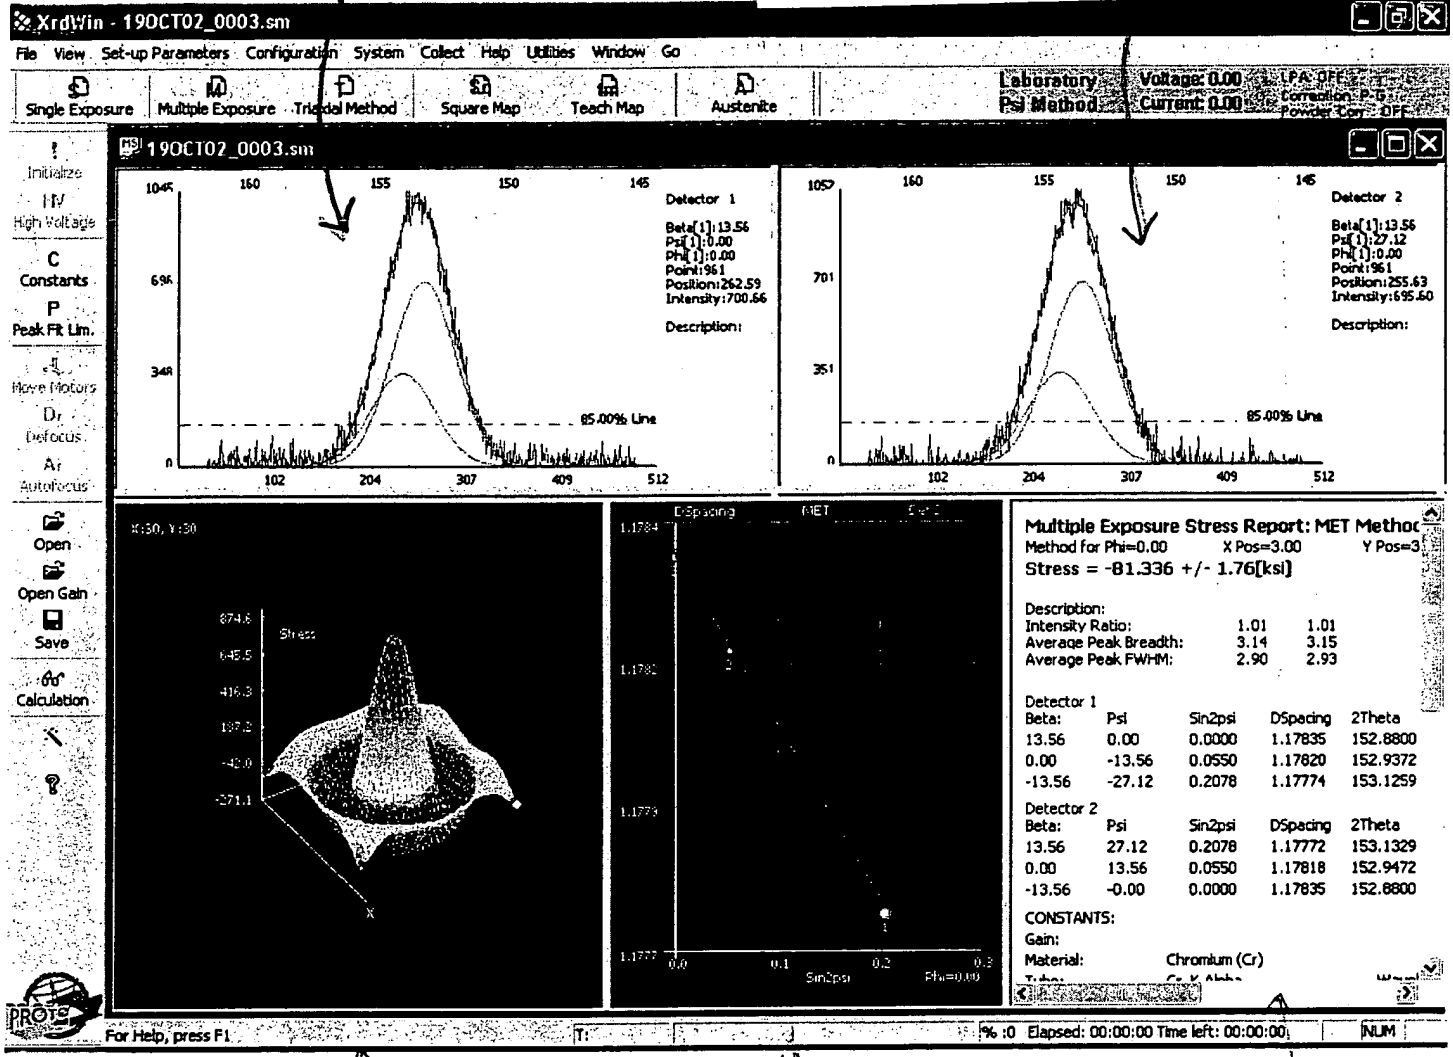 XrdWin - 19OCT02_0003.sm
File View Set-up Parameters Configuration System Collect Help Utilities Window Go
Single Exposure Multiple Exposure Triaxial Method Square Map Teach Map Austenite
Laboratory Voltage: 0.00 LPA: OFF
Psi Method Current: 0.00 Correction: P-G
Powder Corr: OFF
Initialize
HV
High Voltage
C
Constants
P
Peak Fit Lim.
Move Motors
Defocus
Autofocus
Open
Open Gain
Save
Calculation
19OCT02_0003.sm
160 155 150 145
1045
696
348
0
102 204 307 409 512
85.00% Line
Detector 1
Beta[1]:13.56
Psi[1]:0.00
Phi[1]:0.00
Point:961
Position:262.59
Intensity:700.66
Description:
160 155 150 145
1052
701
351
0
102 204 307 409 512
85.00% Line
Detector 2
Beta[1]:13.56
Psi[1]:27.12
Phi[1]:0.00
Point:961
Position:255.63
Intensity:695.60
Description:
X:30, Y:30
Stress
874.6
645.5
416.3
187.2
-42.0
-271.1
X
DSpacing MET
1.1784
1.1782
1.1779
1.1777
2
1
0.0 0.1 0.2 0.3
Sin2psi Phi=0.00
Multiple Exposure Stress Report: MET Method
Method for Phi=0.00 X Pos=3.00 Y Pos=3
Stress = -81.336 +/- 1.76[ksi]
Description:
Intensity Ratio: 1.01 1.01
Average Peak Breadth: 3.14 3.15
Average Peak FWHM: 2.90 2.93
Detector 1
Beta: Psi Sin2psi DSpacing 2Theta
13.56 0.00 0.0000 1.17835 152.8800
0.00 -13.56 0.0550 1.17820 152.9372
-13.56 -27.12 0.2078 1.17774 153.1259
Detector 2
Beta: Psi Sin2psi DSpacing 2Theta
13.56 27.12 0.2078 1.17772 153.1329
0.00 13.56 0.0550 1.17818 152.9472
-13.56 -0.00 0.0000 1.17835 152.8800
CONSTANTS:
Gain:
Material: Chromium (Cr)
PROTO
For Help, press F1 T: % :0 Elapsed: 00:00:00 Time left: 00:00:00 NUM